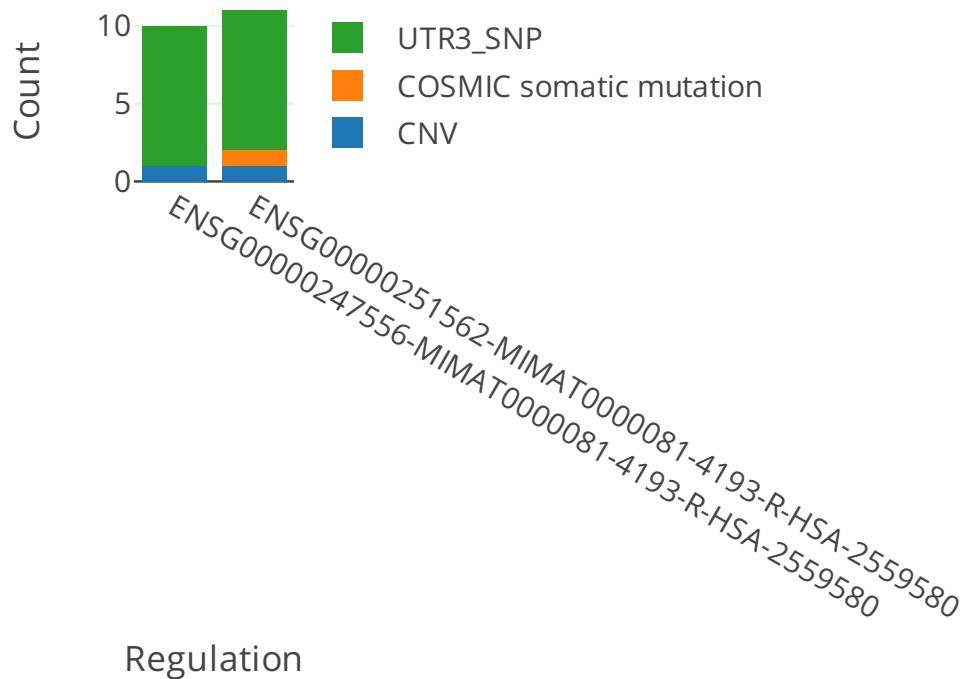 Count
10
5
0
UTR3_SNP
COSMIC somatic mutation
CNV
ENSG00000247556-MIMAT0000081-4193-R-HSA-2559580
ENSG00000251562-MIMAT0000081-4193-R-HSA-2559580
Regulation